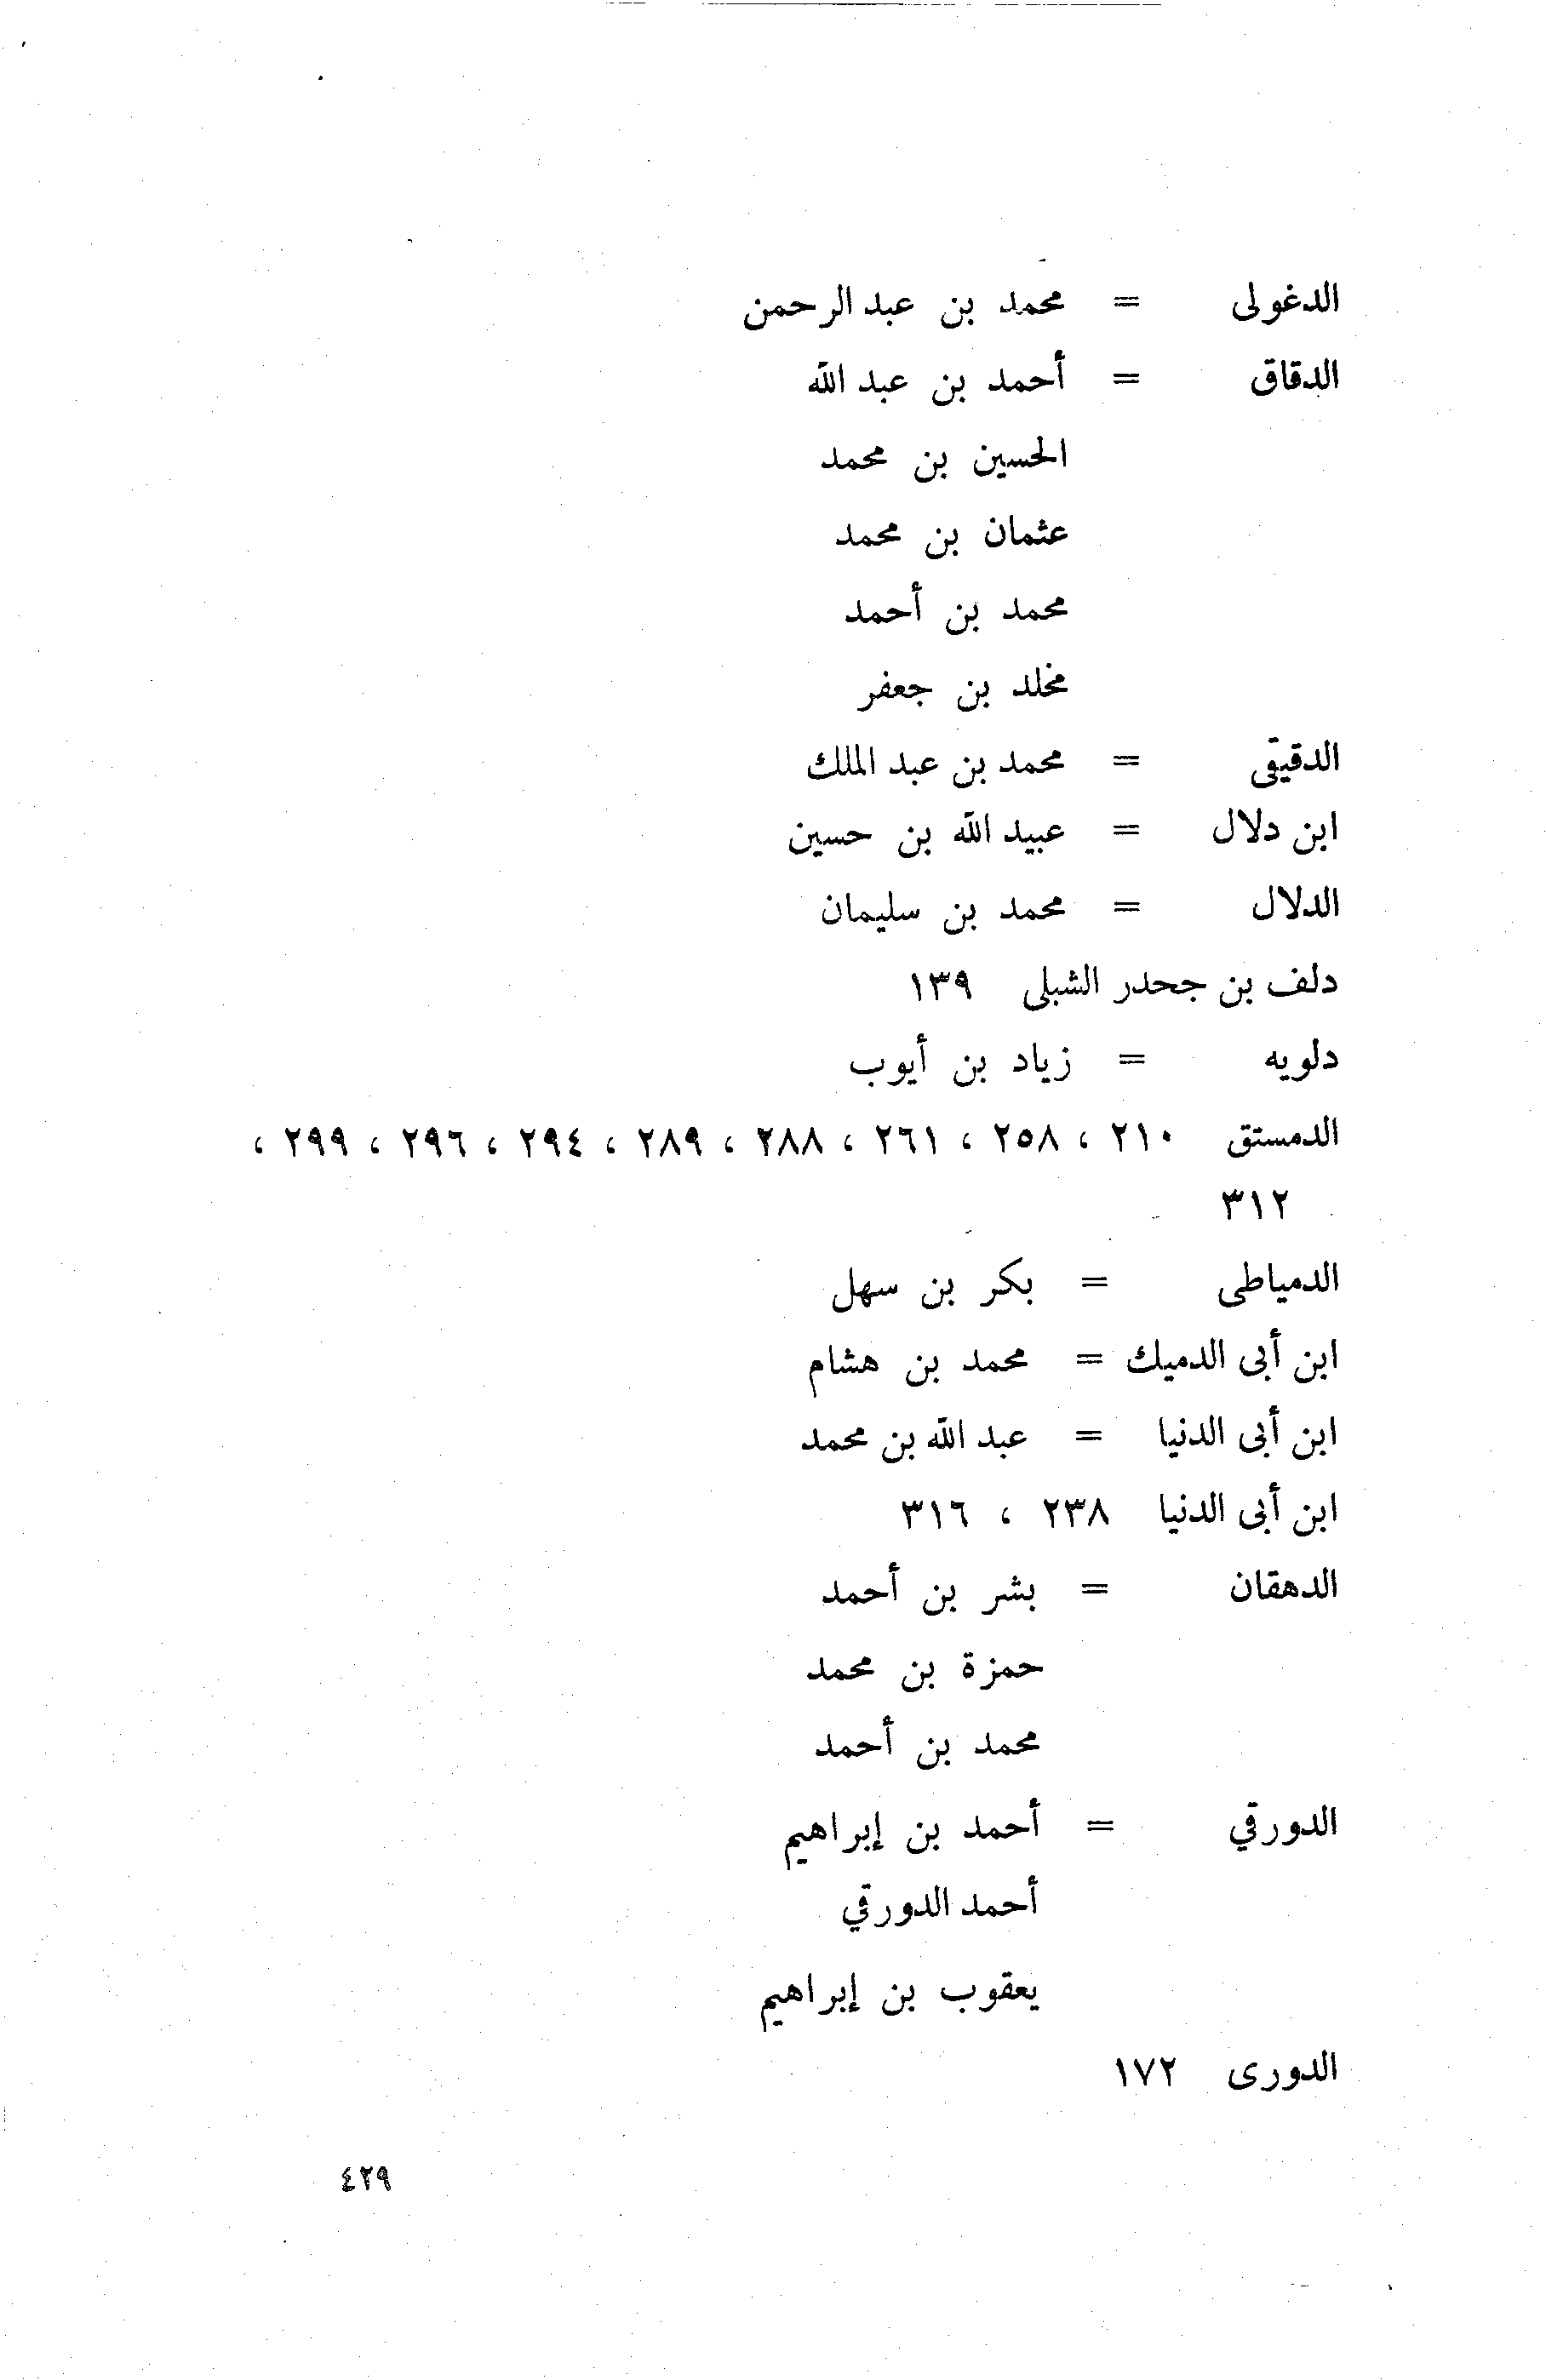 الدغولى = محمد بن عبد الرحمن
الدقاق = أحمد بن عبد الله
الحسين بن محمد
عثمان بن محمد
محمد بن أحمد
مخلد بن جعفر
الدقيقى = محمد بن عبد الملك
ابن دلال = عبيد الله بن حسين
الدلال = محمد بن سليمان
دلف بن جحدر الشبلى ١٣٩
دلويه = زياد بن أيوب
الدمستق ٢١٠ ، ٢٥٨ ، ٢٦١ ، ٢٨٨ ، ٢٨٩ ، ٢٩٤ ، ٢٩٦ ، ٢٩٩ ،
٣١٢
الدمياطى = بكر بن سهل
ابن أبى الدميك = محمد بن هشام
ابن أبى الدنيا = عبد الله بن محمد
ابن أبى الدنيا ٢٣٨ ، ٣١٦
الدهقان = بشر بن أحمد
حمزة بن محمد
محمد بن أحمد
الدورقي = أحمد بن إبراهيم
أحمد الدورقي
يعقوب بن إبراهيم
الدورى ١٧٢
٤٢٩